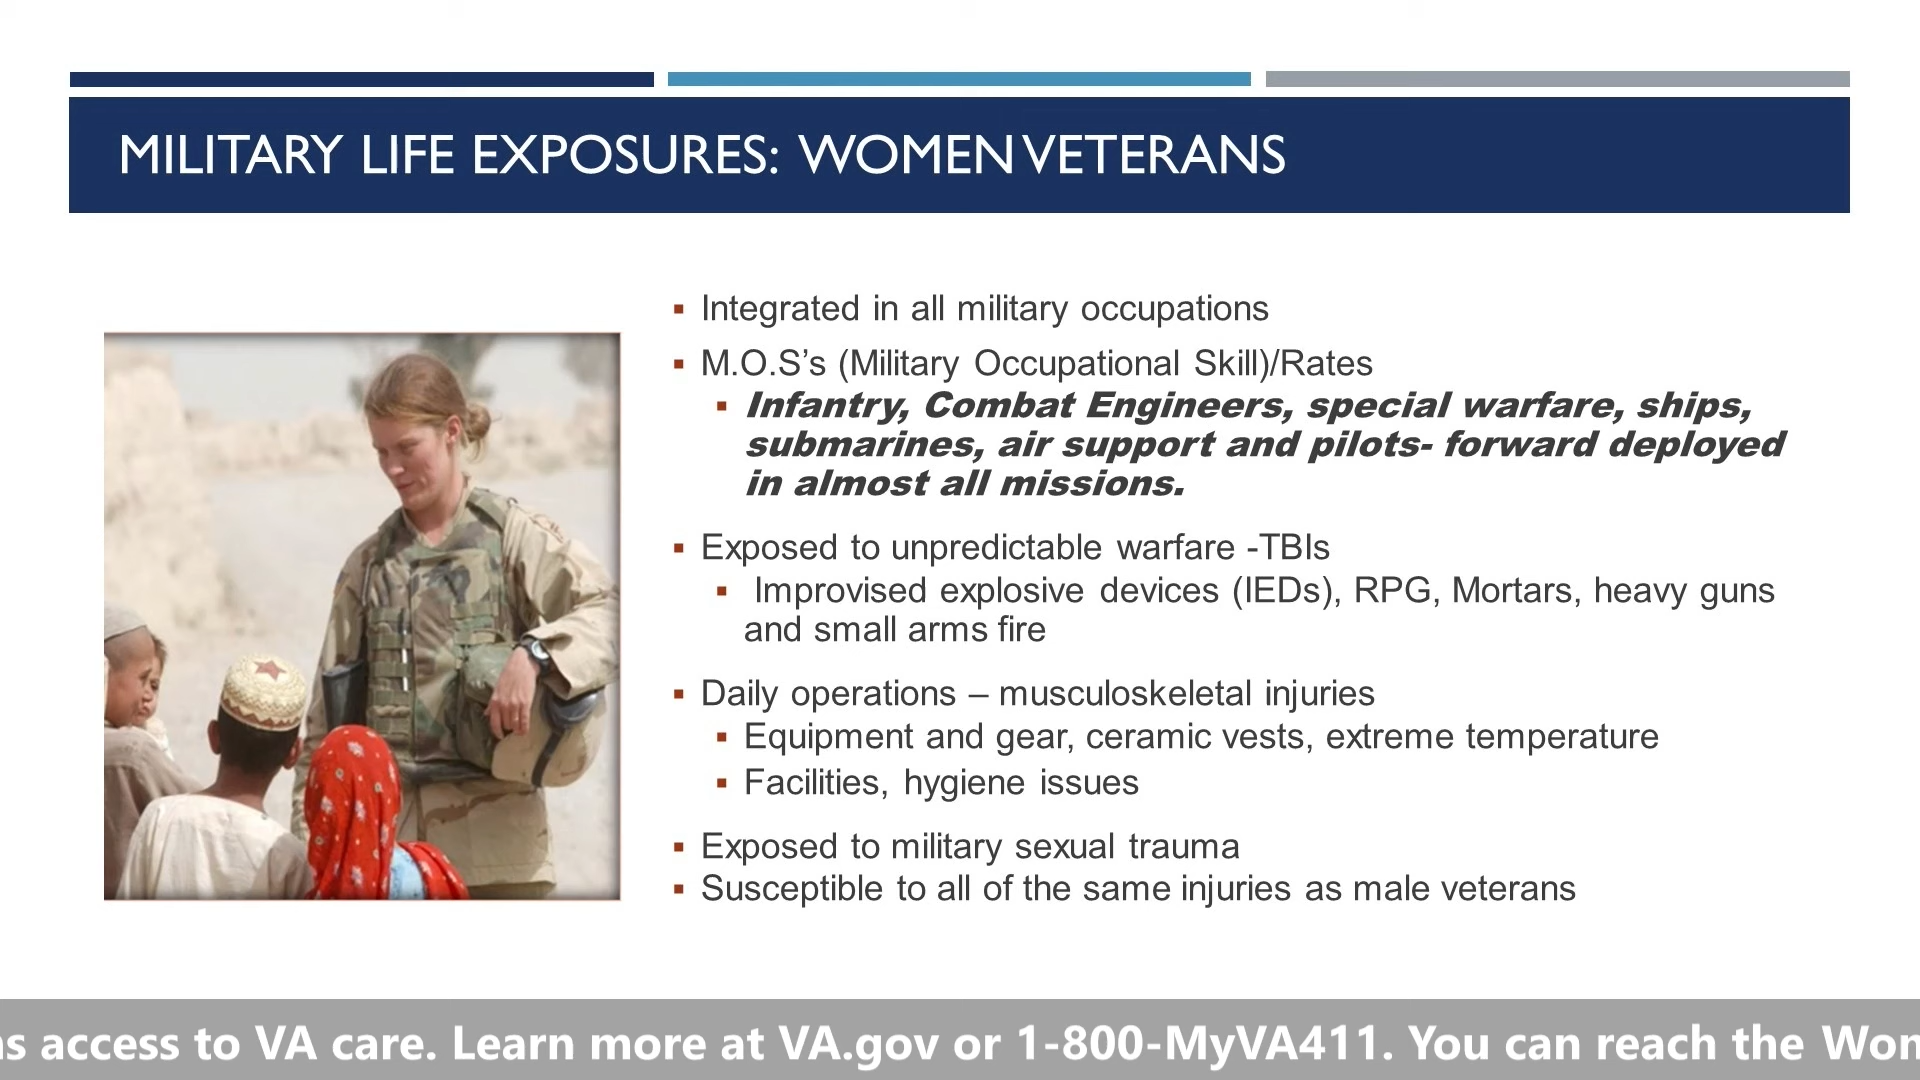 MILITARY LIFE EXPOSURES: WOMEN VETERANS
▪ Integrated in all military occupations
▪ M.O.S’s (Military Occupational Skill)/Rates
▪ Infantry, Combat Engineers, special warfare, ships,
submarines, air support and pilots- forward deployed
in almost all missions.
▪ Exposed to unpredictable warfare -TBIs
▪ Improvised explosive devices (IEDs), RPG, Mortars, heavy guns
and small arms fire
▪ Daily operations – musculoskeletal injuries
▪ Equipment and gear, ceramic vests, extreme temperature
▪ Facilities, hygiene issues
▪ Exposed to military sexual trauma
▪ Susceptible to all of the same injuries as male veterans
access to VA care. Learn more at VA.gov or 1-800-MyVA411. You can reach the